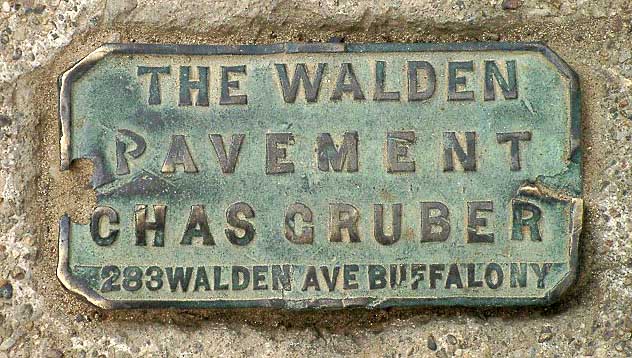 THE WALDEN
PAVEMENT
CHAS GRUBER
283 WALDEN AVE BUFFALO NY